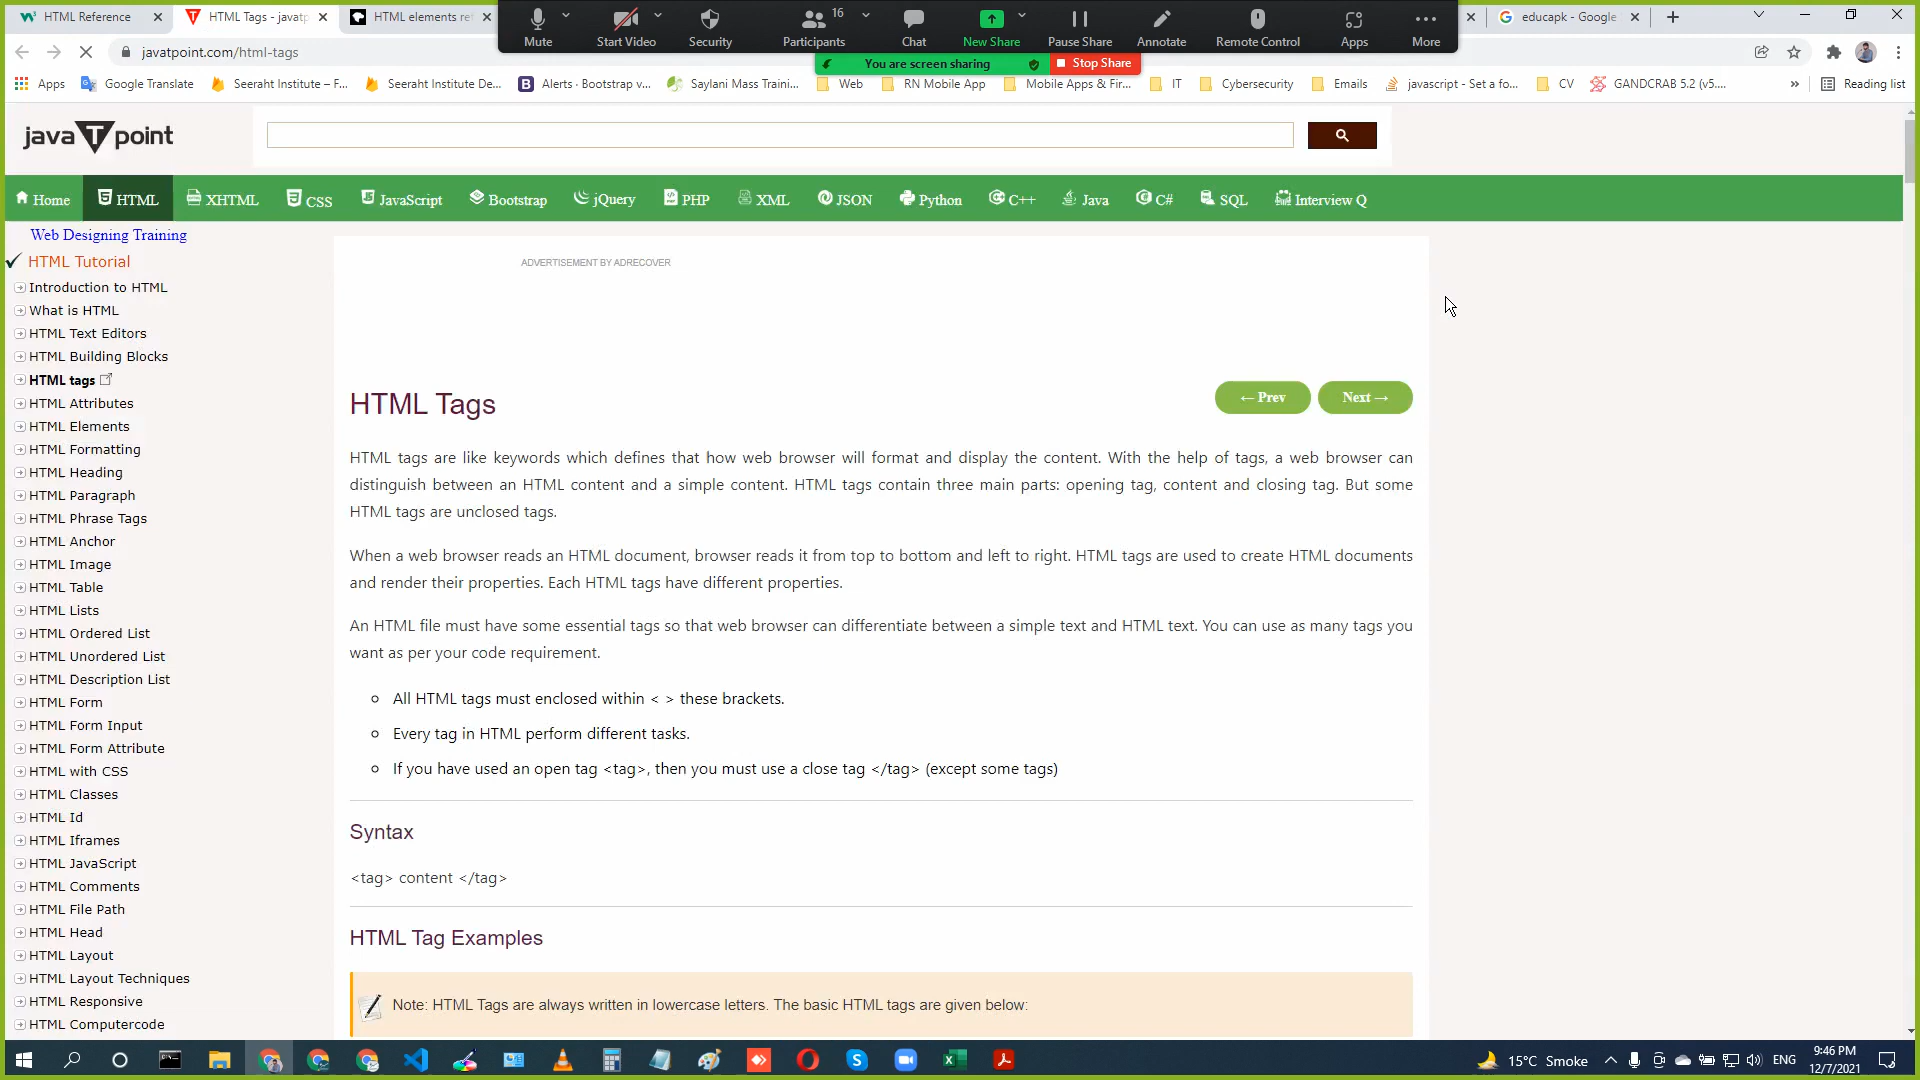 HTML Reference
HTML Tags - javatp
HTML elements re
educapk - Google
Mute
Start Video
Security
16
Participants
Chat
New Share
Pause Share
Annotate
Remote Control
Apps
More
javatpoint.com/html-tags
You are screen sharing
Stop Share
Apps
Google Translate
Seeraht Institute – F...
Seeraht Institute De...
Alerts · Bootstrap v...
Saylani Mass Traini...
Web
RN Mobile App
Mobile Apps & Fir...
IT
Cybersecurity
Emails
javascript - Set a fo...
CV
GANDCRAB 5.2 (v5....
»
Reading list
java T point
Home
HTML
XHTML
CSS
JavaScript
Bootstrap
jQuery
PHP
XML
JSON
Python
C++
Java
C#
SQL
Interview Q
Web Designing Training
HTML Tutorial
Introduction to HTML
What is HTML
HTML Text Editors
HTML Building Blocks
HTML tags
HTML Attributes
HTML Elements
HTML Formatting
HTML Heading
HTML Paragraph
HTML Phrase Tags
HTML Anchor
HTML Image
HTML Table
HTML Lists
HTML Ordered List
HTML Unordered List
HTML Description List
HTML Form
HTML Form Input
HTML Form Attribute
HTML with CSS
HTML Classes
HTML Id
HTML Iframes
HTML JavaScript
HTML Comments
HTML File Path
HTML Head
HTML Layout
HTML Layout Techniques
HTML Responsive
HTML Computercode
ADVERTISEMENT BY ADRECOVER
HTML Tags
← Prev
Next →
HTML tags are like keywords which defines that how web browser will format and display the content. With the help of tags, a web browser can
distinguish between an HTML content and a simple content. HTML tags contain three main parts: opening tag, content and closing tag. But some
HTML tags are unclosed tags.
When a web browser reads an HTML document, browser reads it from top to bottom and left to right. HTML tags are used to create HTML documents
and render their properties. Each HTML tags have different properties.
An HTML file must have some essential tags so that web browser can differentiate between a simple text and HTML text. You can use as many tags you
want as per your code requirement.
All HTML tags must enclosed within < > these brackets.
Every tag in HTML perform different tasks.
If you have used an open tag <tag>, then you must use a close tag </tag> (except some tags)
Syntax
<tag> content </tag>
HTML Tag Examples
Note: HTML Tags are always written in lowercase letters. The basic HTML tags are given below:
15°C Smoke
ENG
9:46 PM
12/7/2021